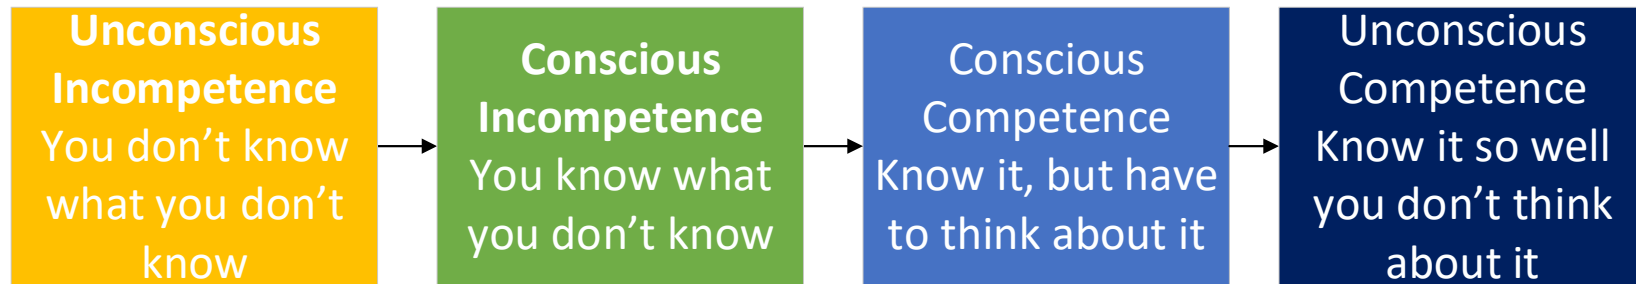 Unconscious
Incompetence
You don’t know
what you don’t
know
Conscious
Incompetence
You know what
you don’t know
Conscious
Competence
Know it, but have
to think about it
Unconscious
Competence
Know it so well
you don’t think
about it